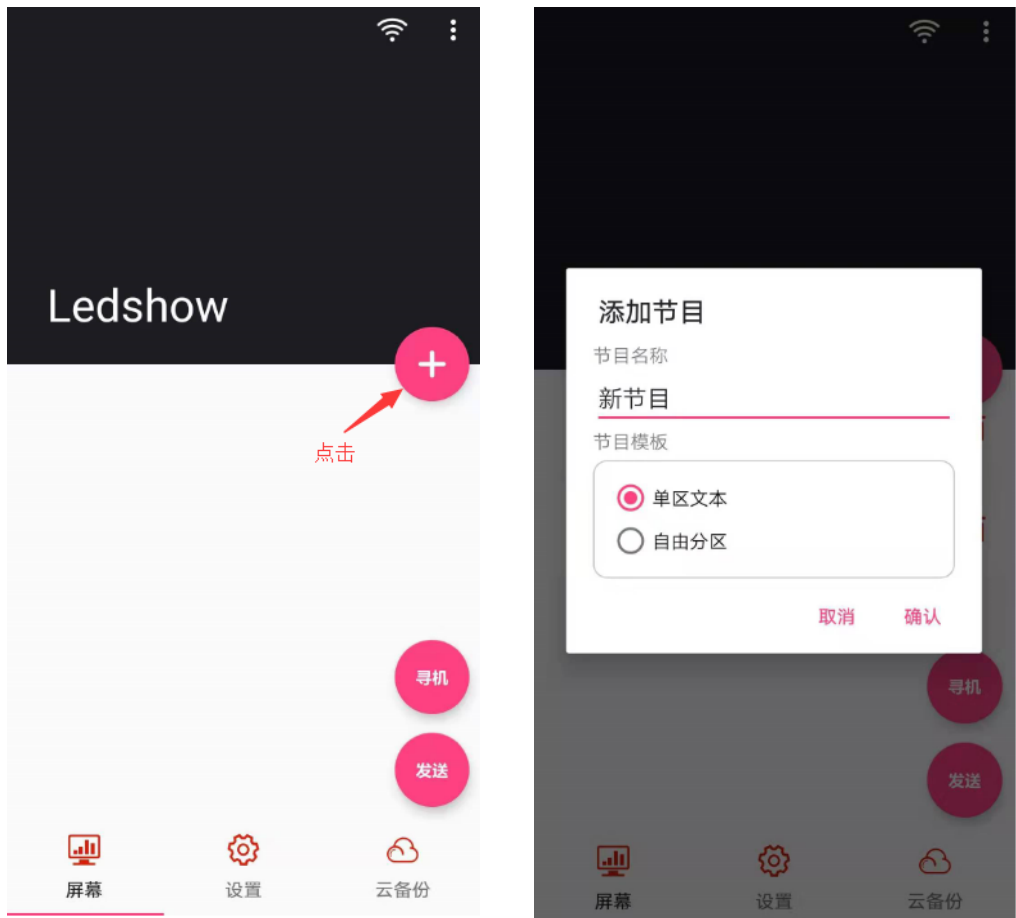 Ledshow
点击
寻机
发送
屏幕
设置
云备份
添加节目
节目名称
新节目
节目模板
单区文本
自由分区
取消
确认
寻机
发送
屏幕
设置
云备份